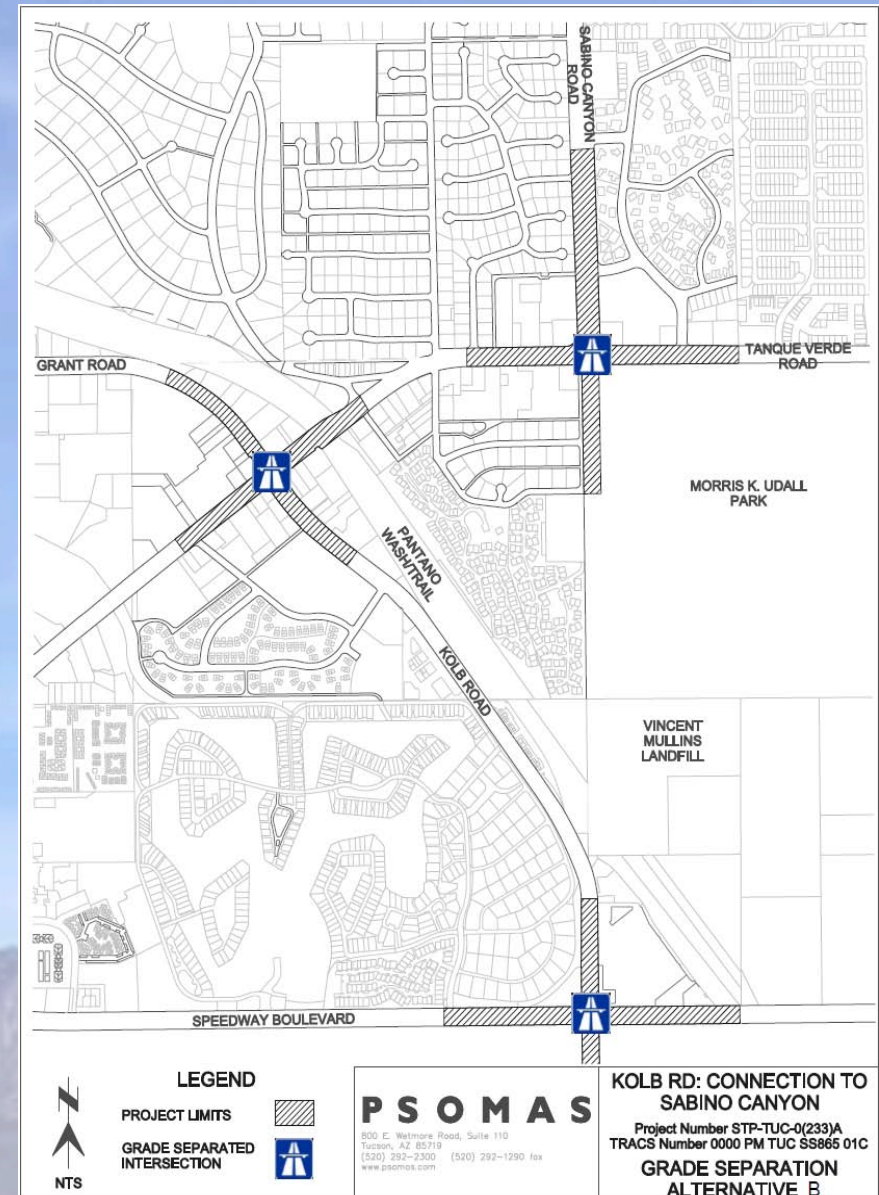 SABINO CANYON
ROAD
GRANT ROAD
TANQUE VERDE
ROAD
MORRIS K. UDALL
PARK
PANTANO
WASH/TRAIL
KOLB ROAD
VINCENT
MULLINS
LANDFILL
SPEEDWAY BOULEVARD
N
NTS
LEGEND
PROJECT LIMITS
GRADE SEPARATED
INTERSECTION
PSOMAS
800 E. Wetmore Road, Suite 110
Tucson, AZ 85719
(520) 292-2300 (520) 292-1290 fax
www.psomas.com
KOLB RD: CONNECTION TO
SABINO CANYON
Project Number STP-TUC-0(233)A
TRACS Number 0000 PM TUC SS865 01C
GRADE SEPARATION
ALTERNATIVE B